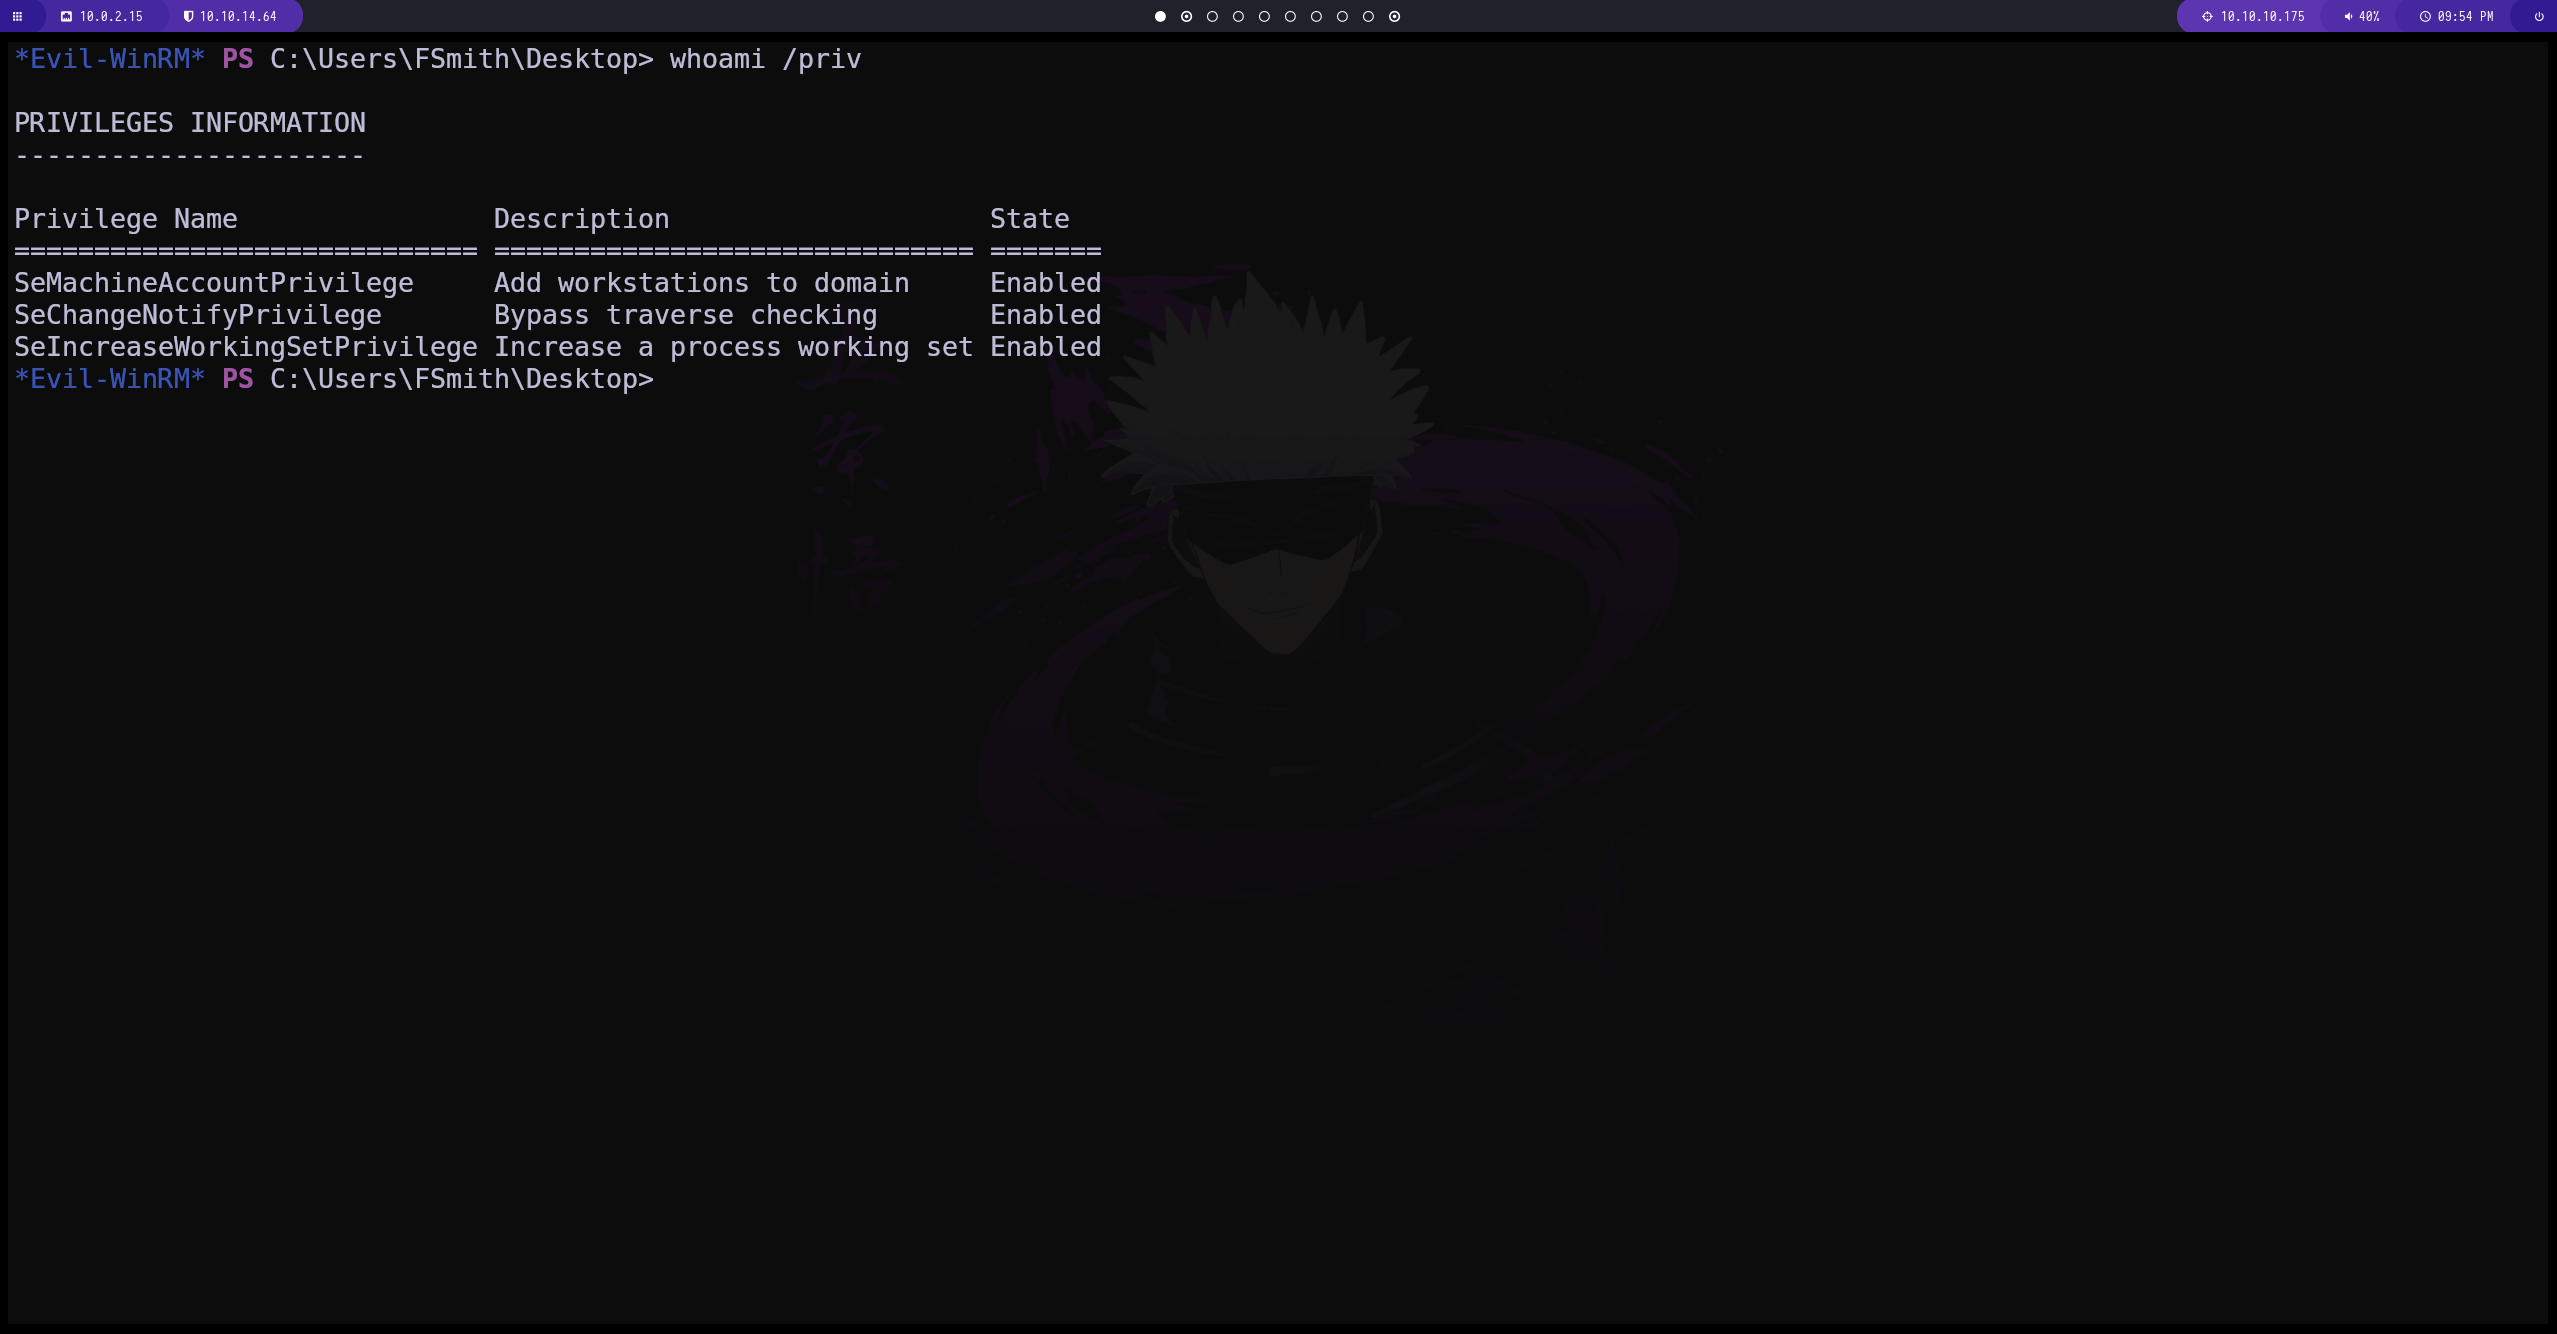 10.0.2.15 10.10.14.64 10.10.10.175 40% 09:54 PM
*Evil-WinRM* PS C:\Users\FSmith\Desktop> whoami /priv
PRIVILEGES INFORMATION
----------------------
Privilege Name                Description                    State
============================= ============================== =======
SeMachineAccountPrivilege     Add workstations to domain     Enabled
SeChangeNotifyPrivilege       Bypass traverse checking       Enabled
SeIncreaseWorkingSetPrivilege Increase a process working set Enabled
*Evil-WinRM* PS C:\Users\FSmith\Desktop>